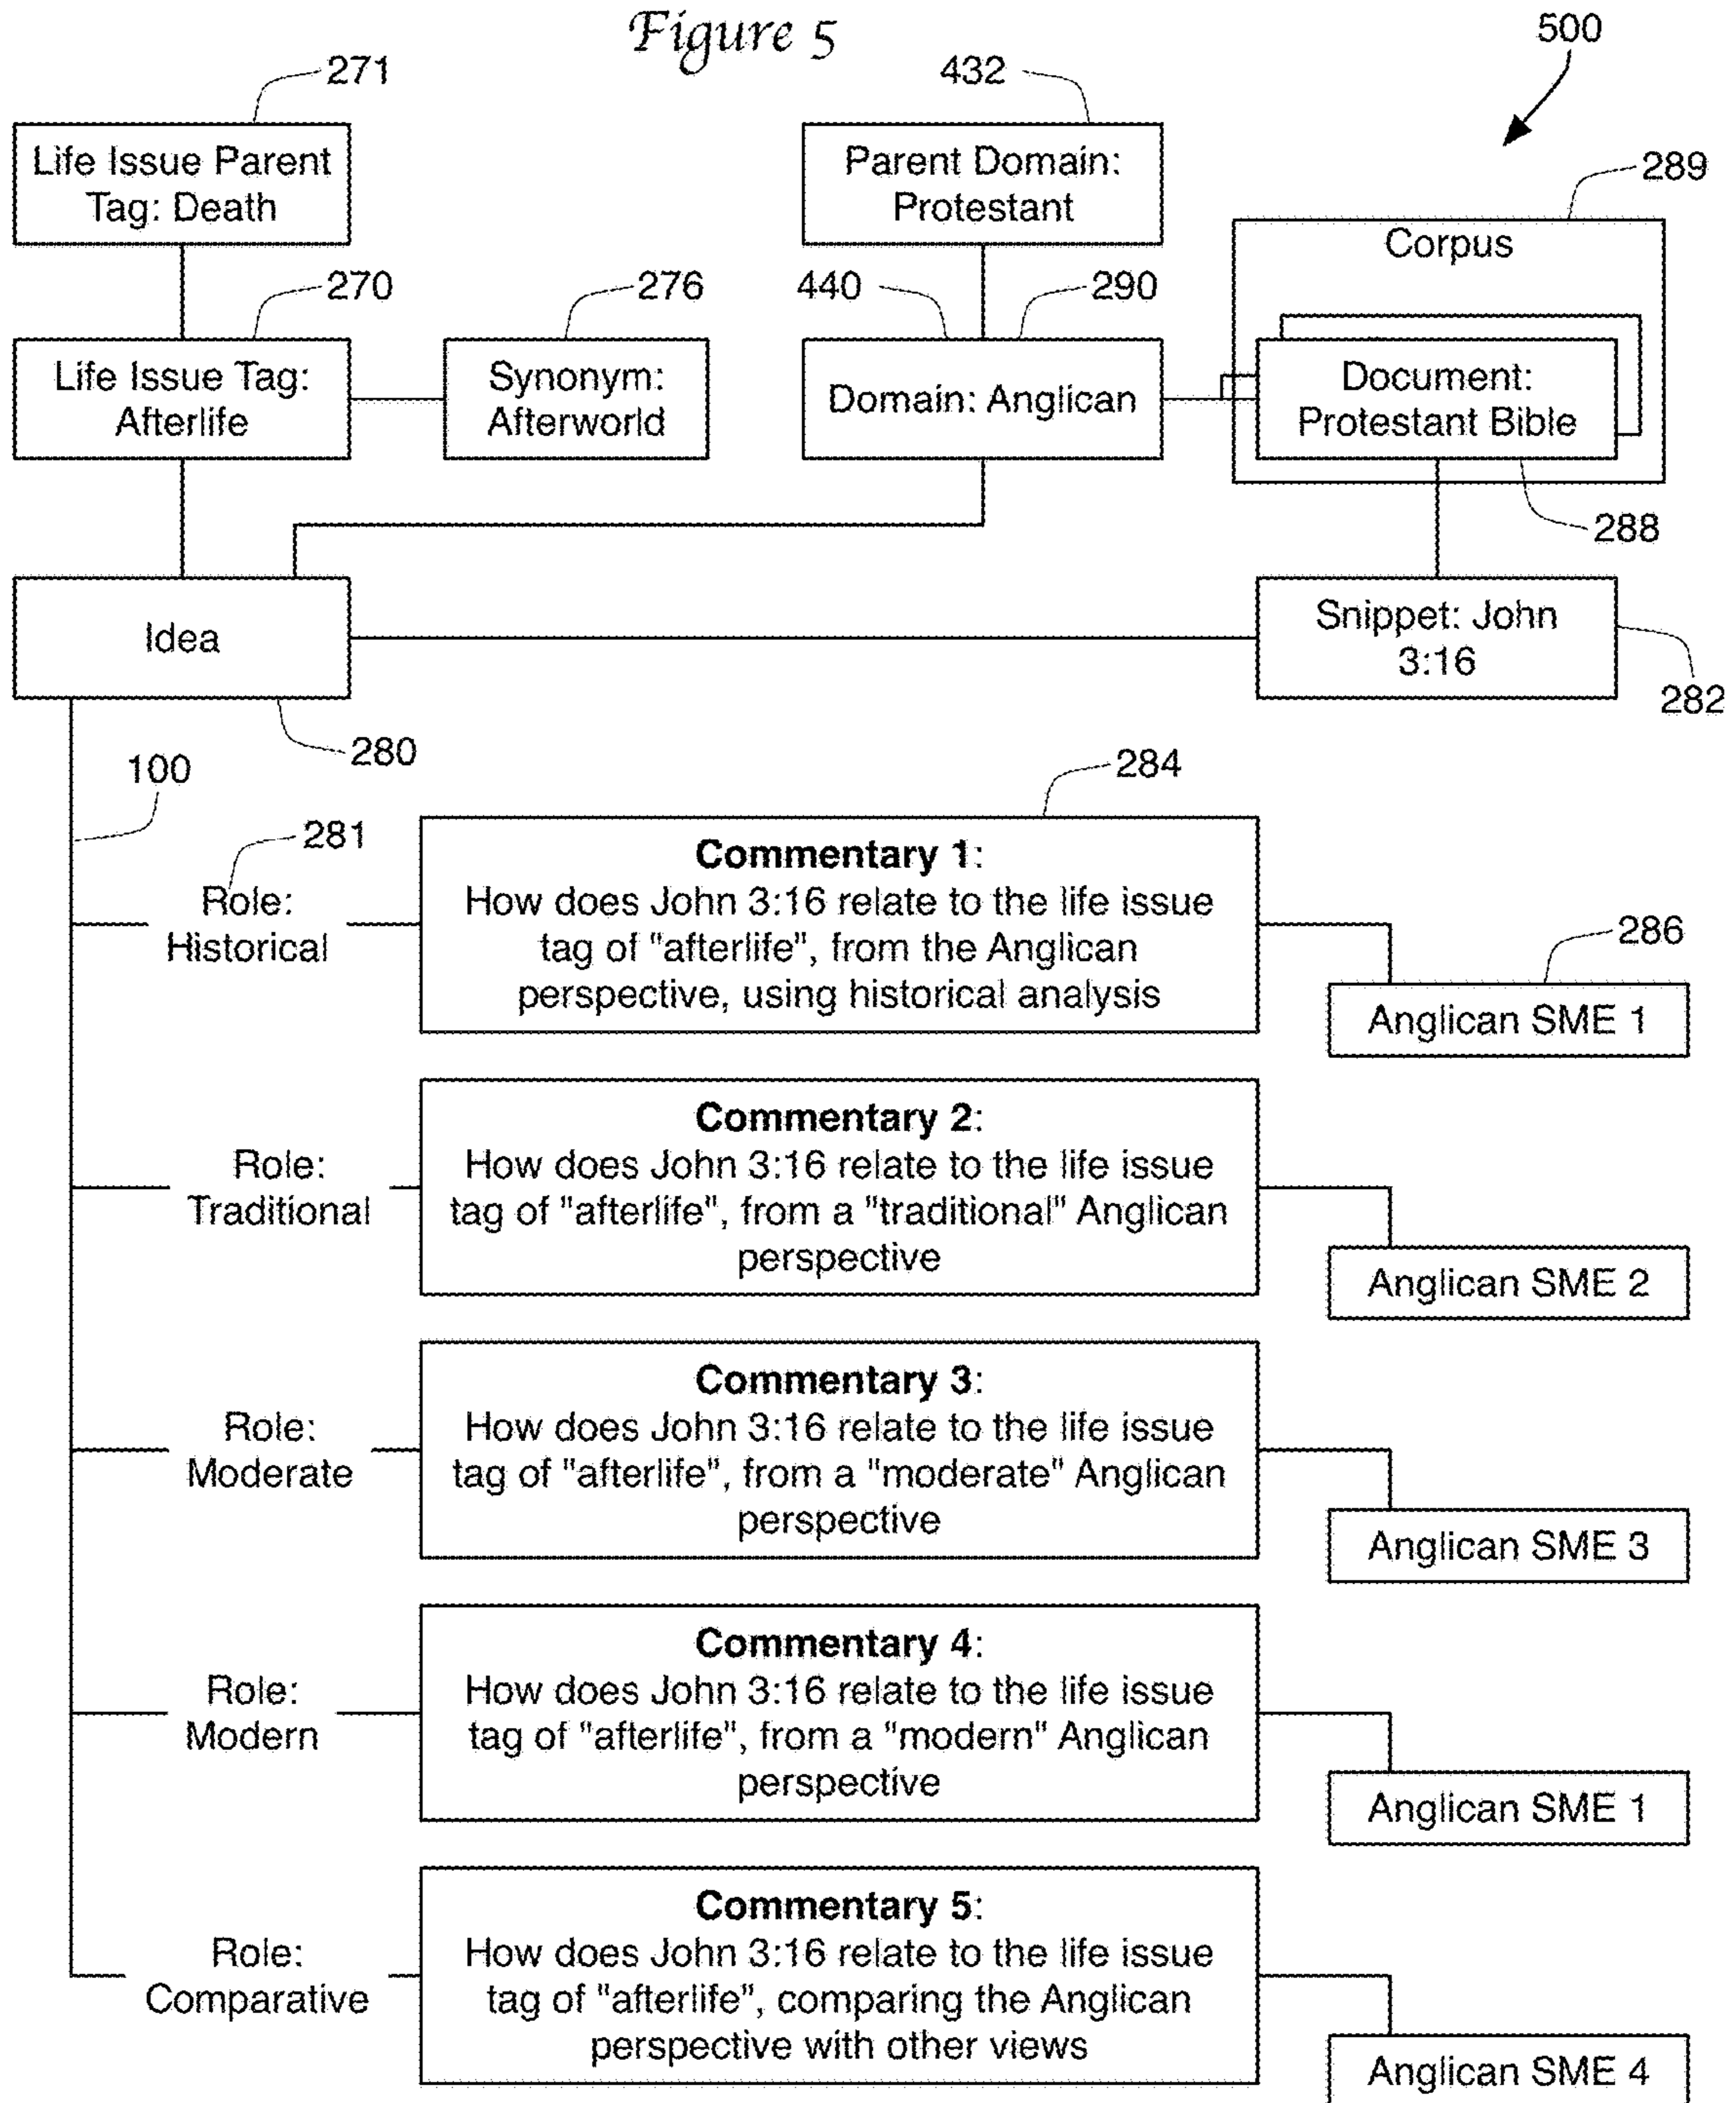 Figure 5
500
271
432
Life Issue Parent
Tag: Death
Parent Domain:
Protestant
289
Corpus
270
276
440
290
Life Issue Tag:
Afterlife
Synonym:
Afterworld
Domain: Anglican
Document:
Protestant Bible
288
Idea
Snippet: John
3:16
282
280
100
284
281
Role:
Historical
Commentary 1:
How does John 3:16 relate to the life issue
tag of "afterlife", from the Anglican
perspective, using historical analysis
286
Anglican SME 1
Role:
Traditional
Commentary 2:
How does John 3:16 relate to the life issue
tag of "afterlife", from a "traditional" Anglican
perspective
Anglican SME 2
Role:
Moderate
Commentary 3:
How does John 3:16 relate to the life issue
tag of "afterlife", from a "moderate" Anglican
perspective
Anglican SME 3
Role:
Modern
Commentary 4:
How does John 3:16 relate to the life issue
tag of "afterlife", from a "modern" Anglican
perspective
Anglican SME 1
Role:
Comparative
Commentary 5:
How does John 3:16 relate to the life issue
tag of "afterlife", comparing the Anglican
perspective with other views
Anglican SME 4